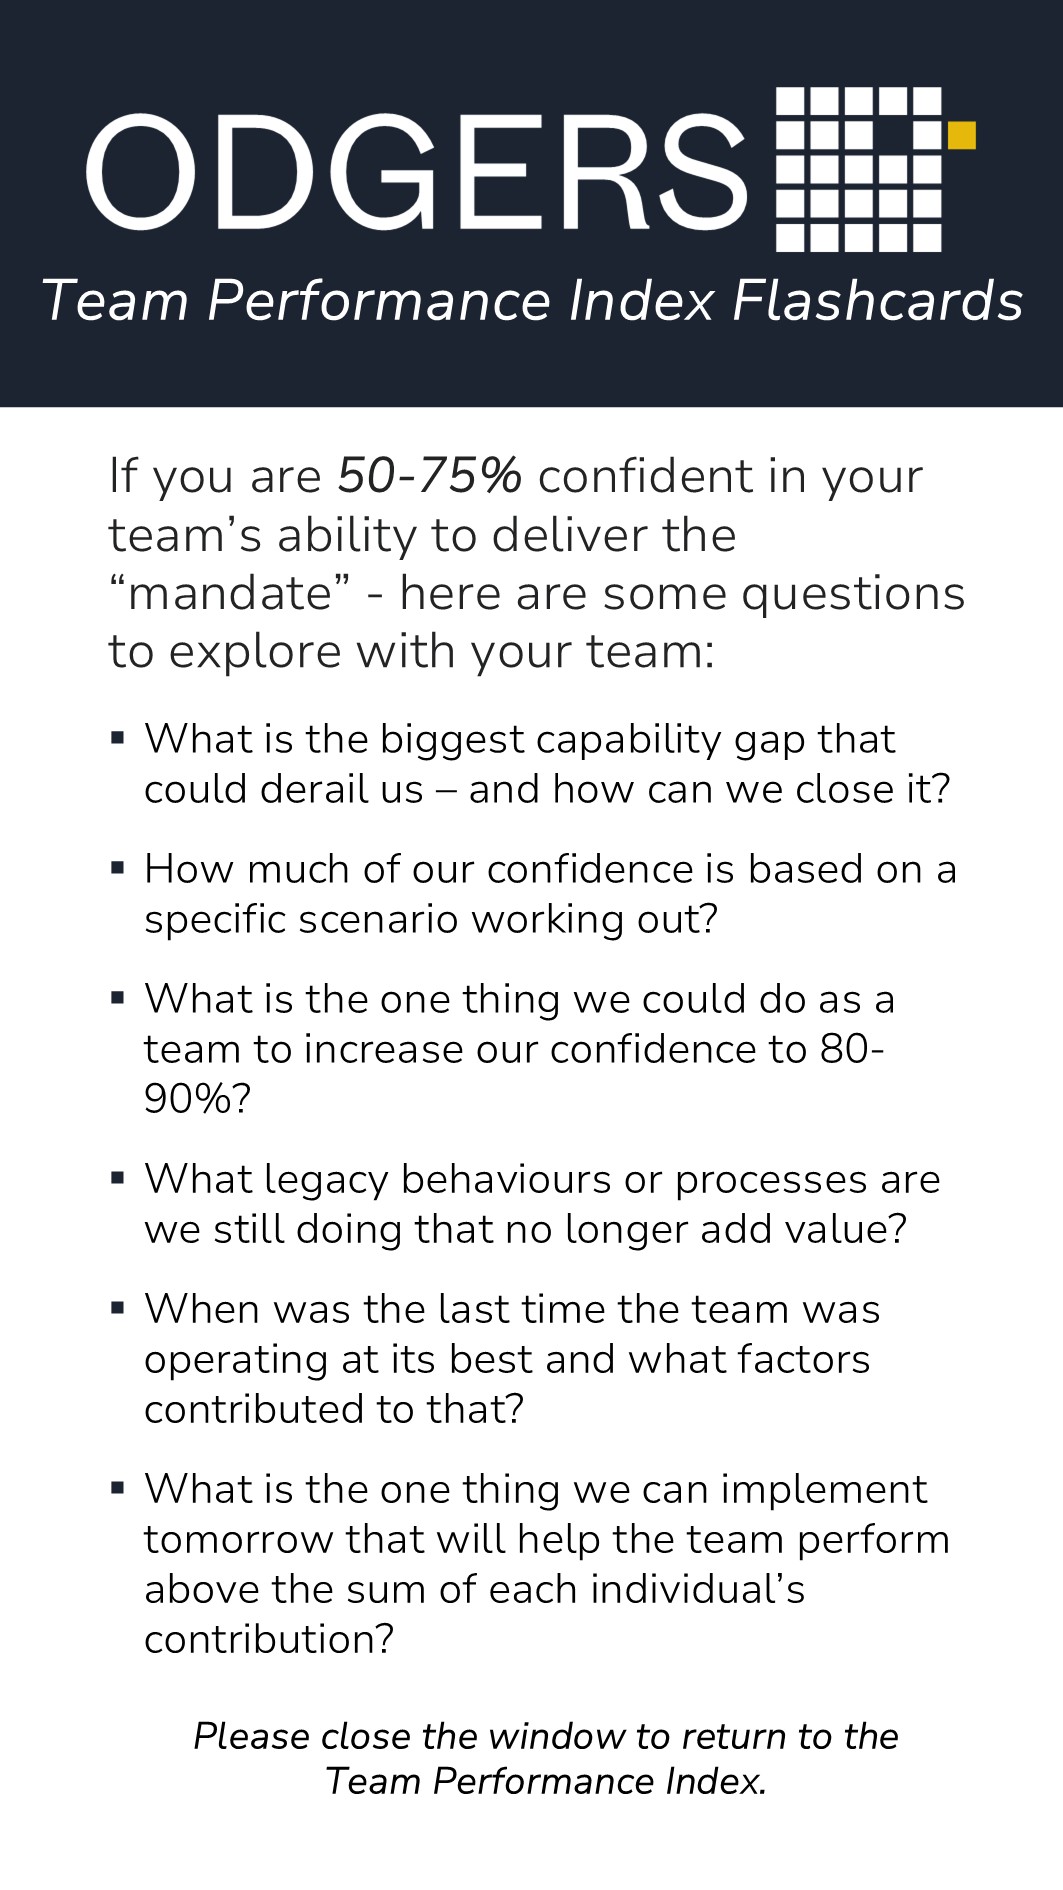 ODGERS
Team Performance Index Flashcards
If you are 50-75% confident in your
team’s ability to deliver the
“mandate” - here are some questions
to explore with your team:
▪ What is the biggest capability gap that
could derail us – and how can we close it?
▪ How much of our confidence is based on a
specific scenario working out?
▪ What is the one thing we could do as a
team to increase our confidence to 80-
90%?
▪ What legacy behaviours or processes are
we still doing that no longer add value?
▪ When was the last time the team was
operating at its best and what factors
contributed to that?
▪ What is the one thing we can implement
tomorrow that will help the team perform
above the sum of each individual’s
contribution?
Please close the window to return to the
Team Performance Index.